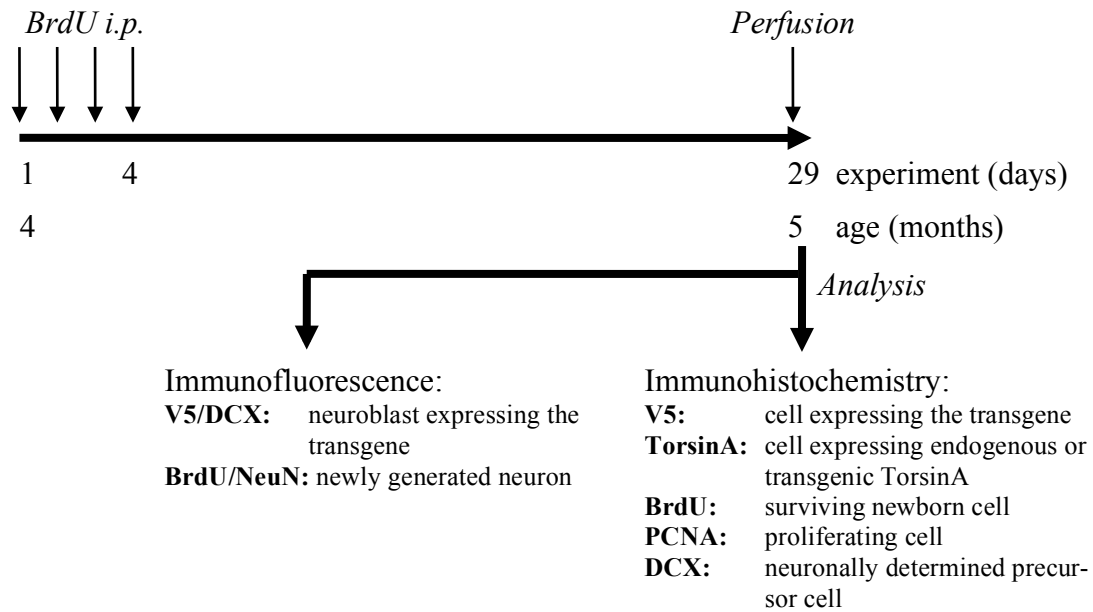 BrdU i.p.
Perfusion
1 4 29 experiment (days)
4 5 age (months)
Analysis
Immunofluorescence:
V5/DCX: neuroblast expressing the
transgene
BrdU/NeuN: newly generated neuron
Immunohistochemistry:
V5: cell expressing the transgene
TorsinA: cell expressing endogenous or
transgenic TorsinA
BrdU: surviving newborn cell
PCNA: proliferating cell
DCX: neuronally determined precur-
sor cell